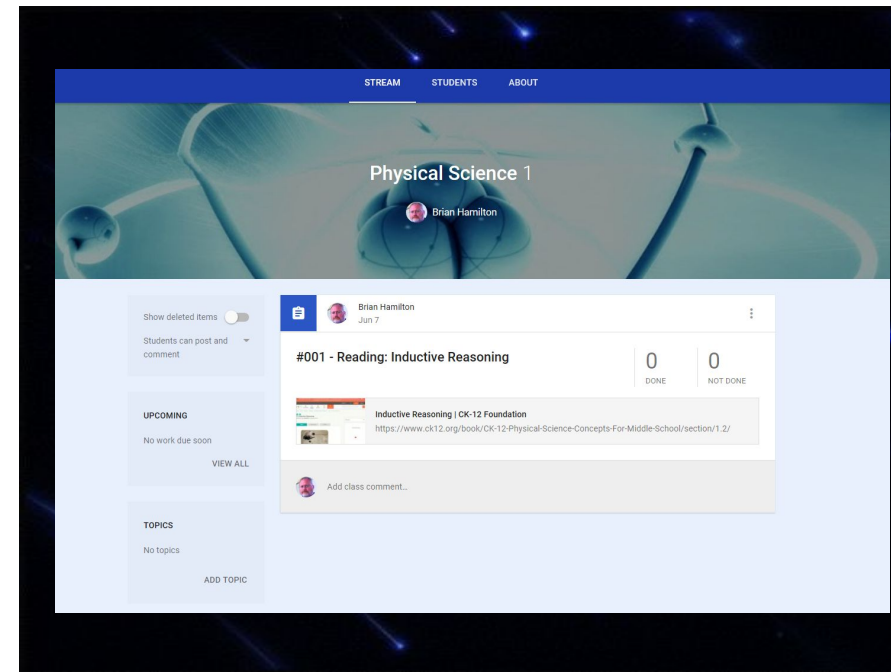 STREAM STUDENTS ABOUT
Physical Science 1
Brian Hamilton
Show deleted items
Students can post and
comment
UPCOMING
No work due soon
VIEW ALL
TOPICS
No topics
ADD TOPIC
Brian Hamilton
Jun 7
#001 - Reading: Inductive Reasoning
0 0
DONE NOT DONE
Inductive Reasoning | CK-12 Foundation
https://www.ck12.org/book/CK-12-Physical-Science-Concepts-For-Middle-School/section/1.2/
Add class comment...